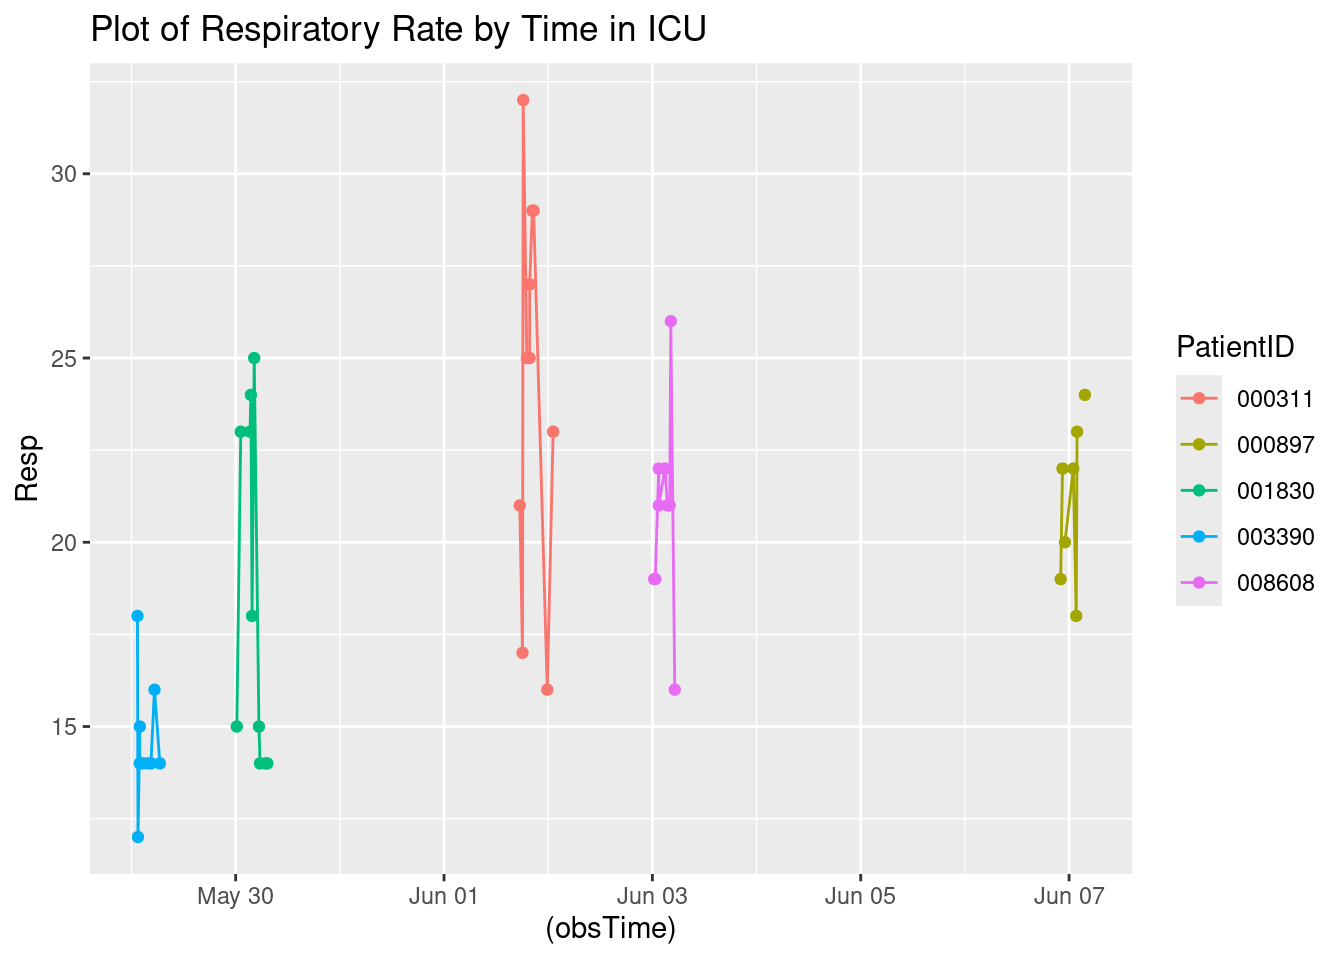 Plot of Respiratory Rate by Time in ICU
30
25
20
15
Resp
May 30
Jun 01
Jun 03
Jun 05
Jun 07
(obsTime)
PatientID
000311
000897
001830
003390
008608